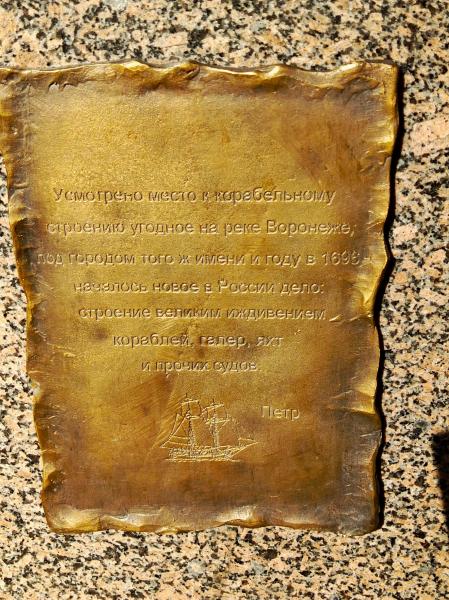 Усмотрено место к корабельному
строению угодное на реке Воронеже,
под городом того ж имени и году в 1696-м
началось новое в России дело:
строение великим иждивением
кораблей, галер, яхт
и прочих судов.
Петр